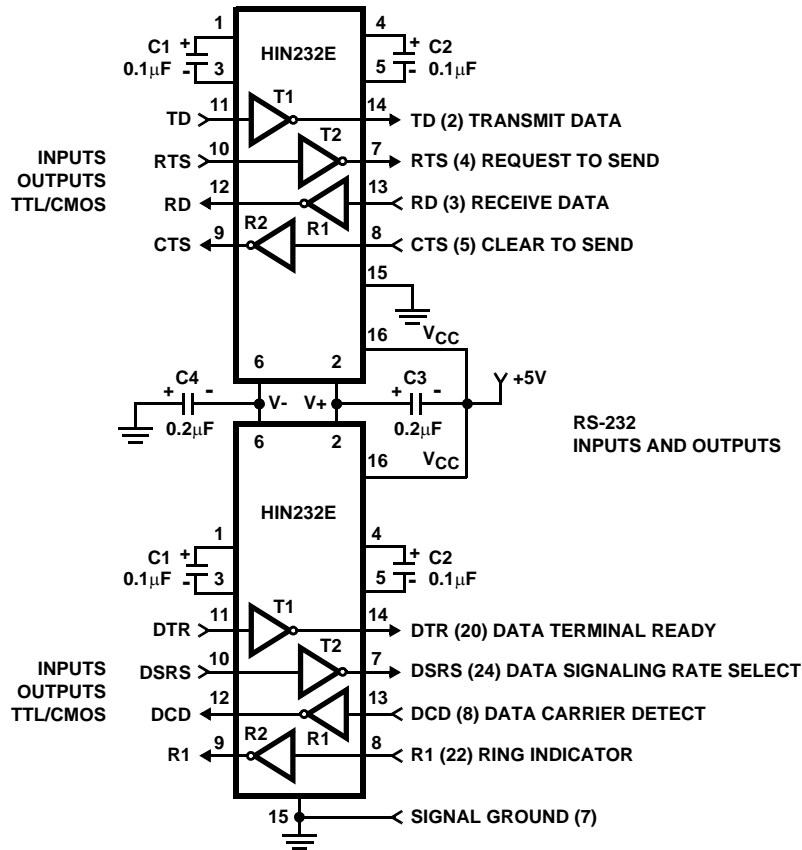 1
4
HIN232E
C1
+
0.1µF
-
3
+
C2
0.1µF
-
5
11
T1
14
TD
TD (2) TRANSMIT DATA
10
T2
7
RTS
RTS (4) REQUEST TO SEND
INPUTS
OUTPUTS
TTL/CMOS
12
13
RD
RD (3) RECEIVE DATA
9
R2
R1
8
CTS
CTS (5) CLEAR TO SEND
15
16
VCC
6
2
+5V
C4
+
-
0.2µF
V-
V+
C3
+
-
0.2µF
RS-232
INPUTS AND OUTPUTS
6
2
16
VCC
HIN232E
1
4
C1
+
0.1µF
-
3
+
C2
0.1µF
-
5
11
T1
14
DTR
DTR (20) DATA TERMINAL READY
10
T2
7
DSRS
DSRS (24) DATA SIGNALING RATE SELECT
INPUTS
OUTPUTS
TTL/CMOS
12
13
DCD
DCD (8) DATA CARRIER DETECT
9
R2
R1
8
R1
R1 (22) RING INDICATOR
15
SIGNAL GROUND (7)